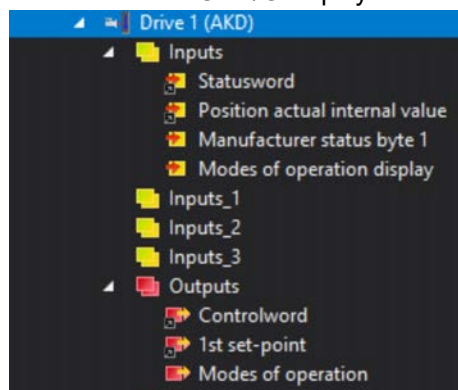 Drive 1 (AKD)
Inputs
Statusword
Position actual internal value
Manufacturer status byte 1
Modes of operation display
Inputs_1
Inputs_2
Inputs_3
Outputs
Controlword
1st set-point
Modes of operation